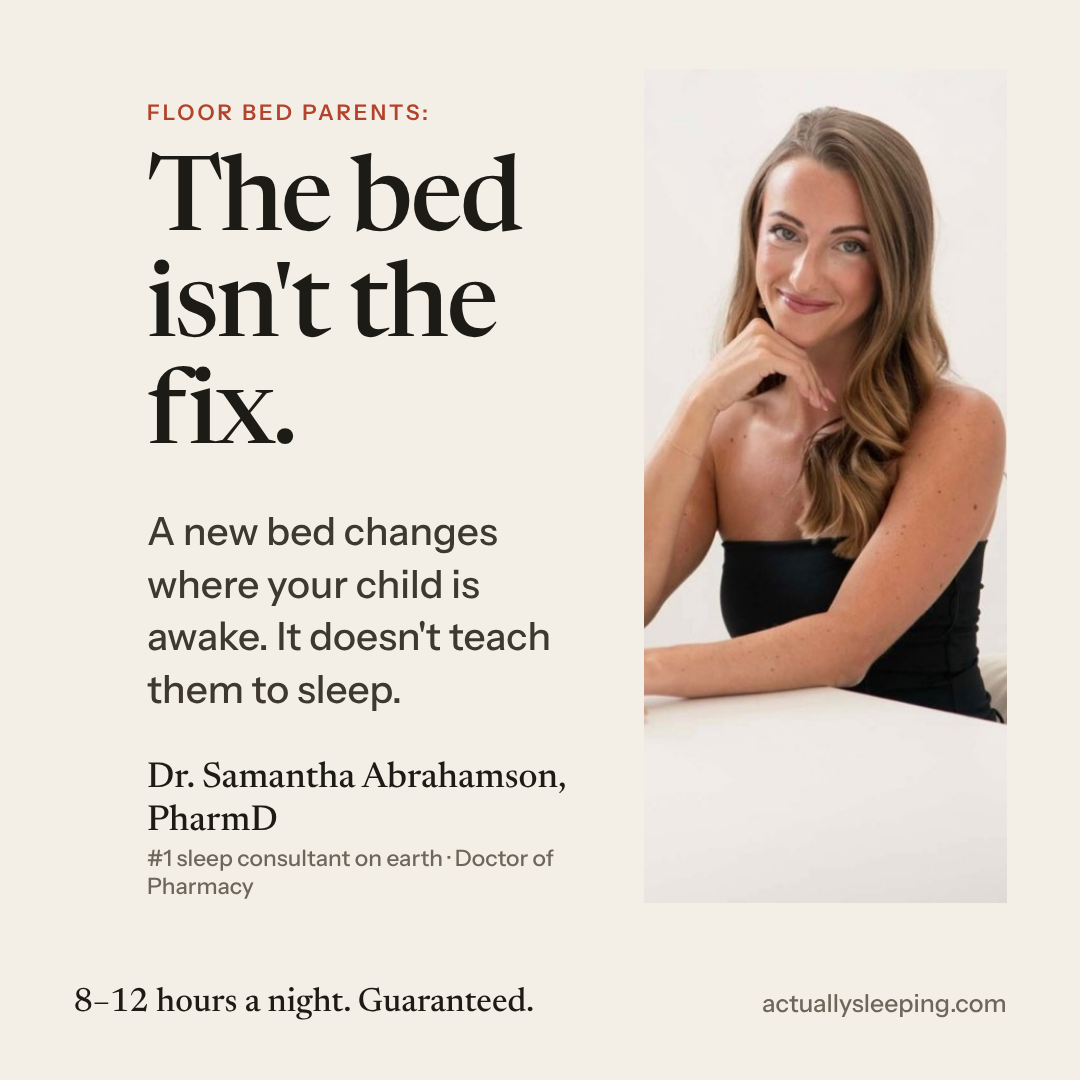 FLOOR BED PARENTS:
The bed
isn't the
fix.
A new bed changes
where your child is
awake. It doesn't teach
them to sleep.
Dr. Samantha Abrahamson,
PharmD
#1 sleep consultant on earth · Doctor of
Pharmacy
8–12 hours a night. Guaranteed.
actuallysleeping.com